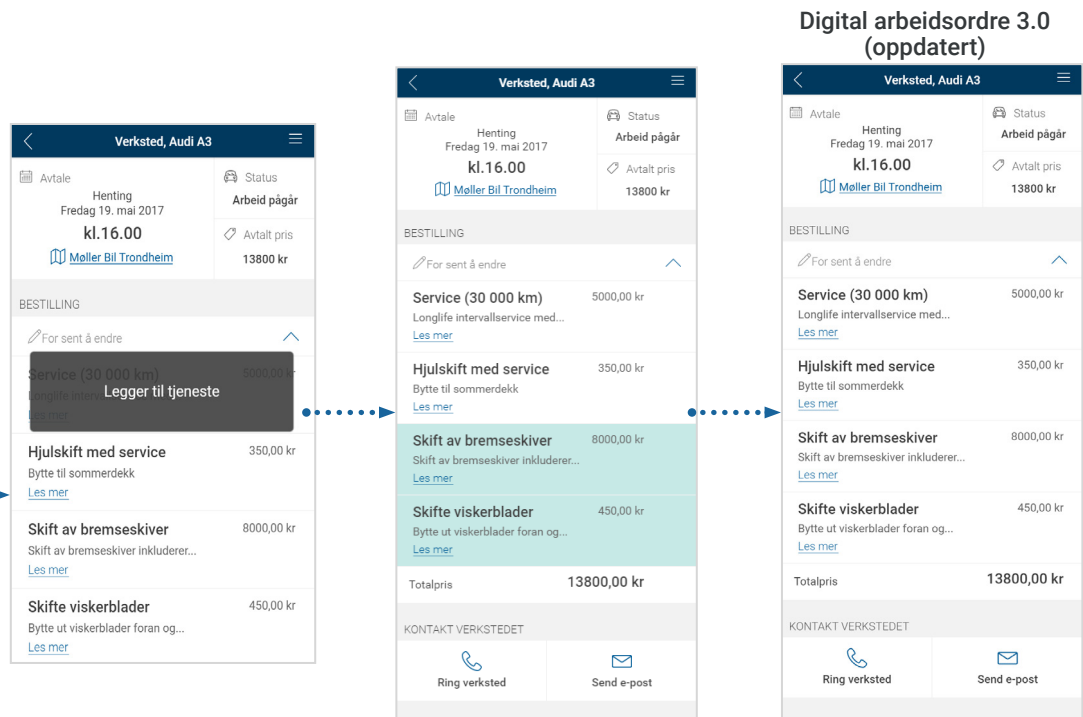 Digital arbeidsordre 3.0
(oppdatert)
Verksted, Audi A3
Avtale
Henting
Fredag 19. mai 2017
kl.16.00
Møller Bil Trondheim
Status
Arbeid pågår
Avtalt pris
13800 kr
BESTILLING
For sent å endre
Service (30 000 km) 5000,00 kr
Longlife interva
Les mer
Legger til tjeneste
Hjulskift med service 350,00 kr
Bytte til sommerdekk
Les mer
Skift av bremseskiver 8000,00 kr
Skift av bremseskiver inkluderer...
Les mer
Skifte viskerblader 450,00 kr
Bytte ut viskerblader foran og...
Les mer
Verksted, Audi A3
Avtale
Henting
Fredag 19. mai 2017
kl.16.00
Møller Bil Trondheim
Status
Arbeid pågår
Avtalt pris
13800 kr
BESTILLING
For sent å endre
Service (30 000 km) 5000,00 kr
Longlife intervallservice med...
Les mer
Hjulskift med service 350,00 kr
Bytte til sommerdekk
Les mer
Skift av bremseskiver 8000,00 kr
Skift av bremseskiver inkluderer...
Les mer
Skifte viskerblader 450,00 kr
Bytte ut viskerblader foran og...
Les mer
Totalpris 13800,00 kr
KONTAKT VERKSTEDET
Ring verksted
Send e-post
Verksted, Audi A3
Avtale
Henting
Fredag 19. mai 2017
kl.16.00
Møller Bil Trondheim
Status
Arbeid pågår
Avtalt pris
13800 kr
BESTILLING
For sent å endre
Service (30 000 km) 5000,00 kr
Longlife intervallservice med...
Les mer
Hjulskift med service 350,00 kr
Bytte til sommerdekk
Les mer
Skift av bremseskiver 8000,00 kr
Skift av bremseskiver inkluderer...
Les mer
Skifte viskerblader 450,00 kr
Bytte ut viskerblader foran og...
Les mer
Totalpris 13800,00 kr
KONTAKT VERKSTEDET
Ring verksted
Send e-post